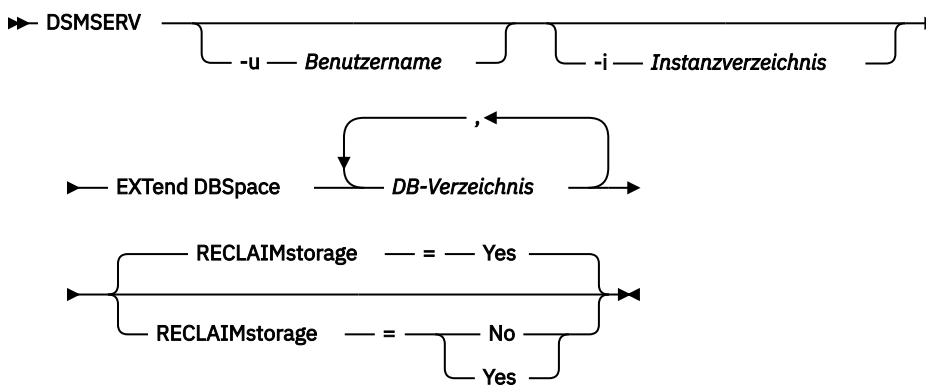 DSMSERV
-u Benutzername -i Instanzverzeichnis
,
EXTend DBSpace DB-Verzeichnis
RECLAIMstorage = Yes
RECLAIMstorage = No
Yes